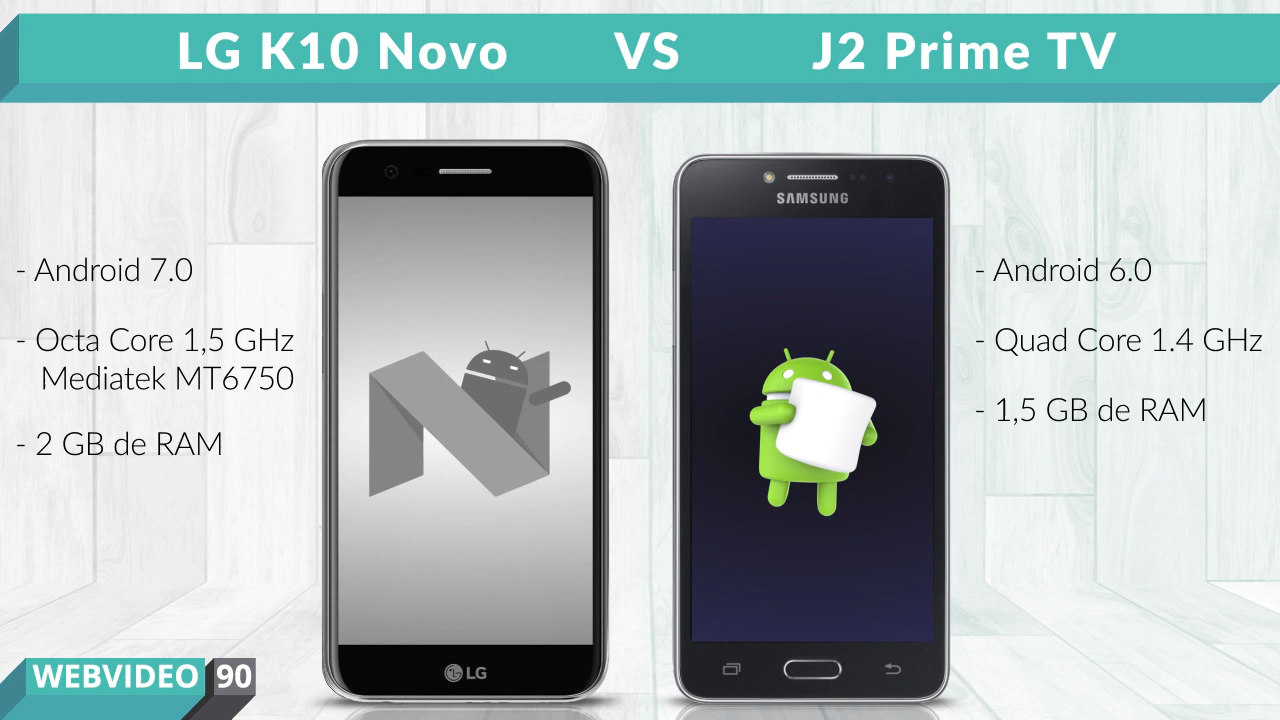 LG K10 Novo VS J2 Prime TV
- Android 7.0
- Octa Core 1,5 GHz
Mediatek MT6750
- 2 GB de RAM
LG
SAMSUNG
- Android 6.0
- Quad Core 1.4 GHz
- 1,5 GB de RAM
WEBVIDEO 90